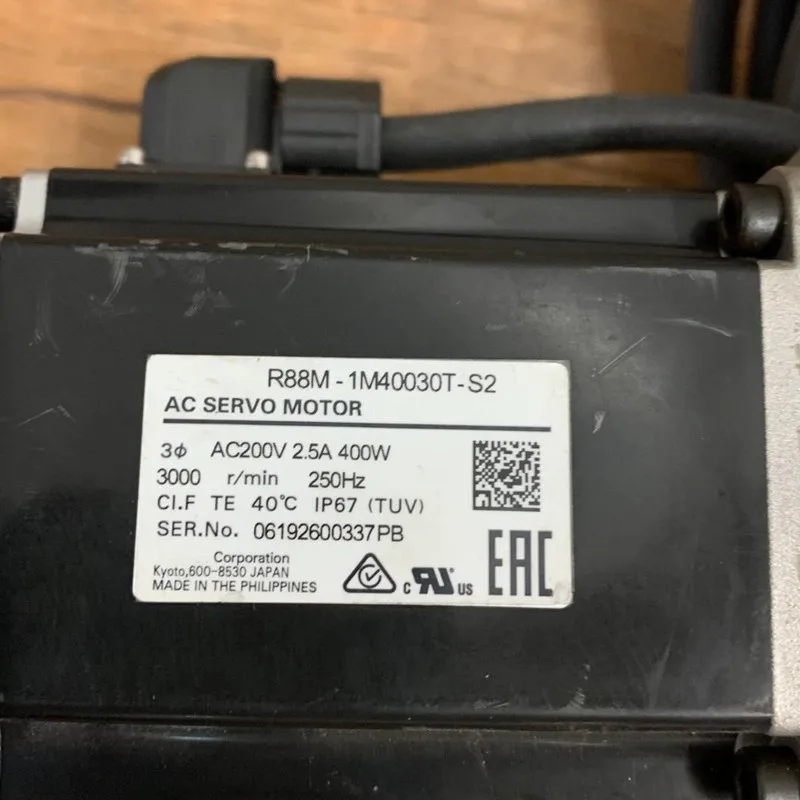 R88M-1M40030T-S2
AC SERVO MOTOR
3ϕ AC200V 2.5A 400W
3000 r/min 250Hz
CI.F TE 40℃ IP67 (TUV)
SER.No. 06192600337PB
Corporation
Kyoto,600-8530 JAPAN
MADE IN THE PHILIPPINES
c RU US
EAC